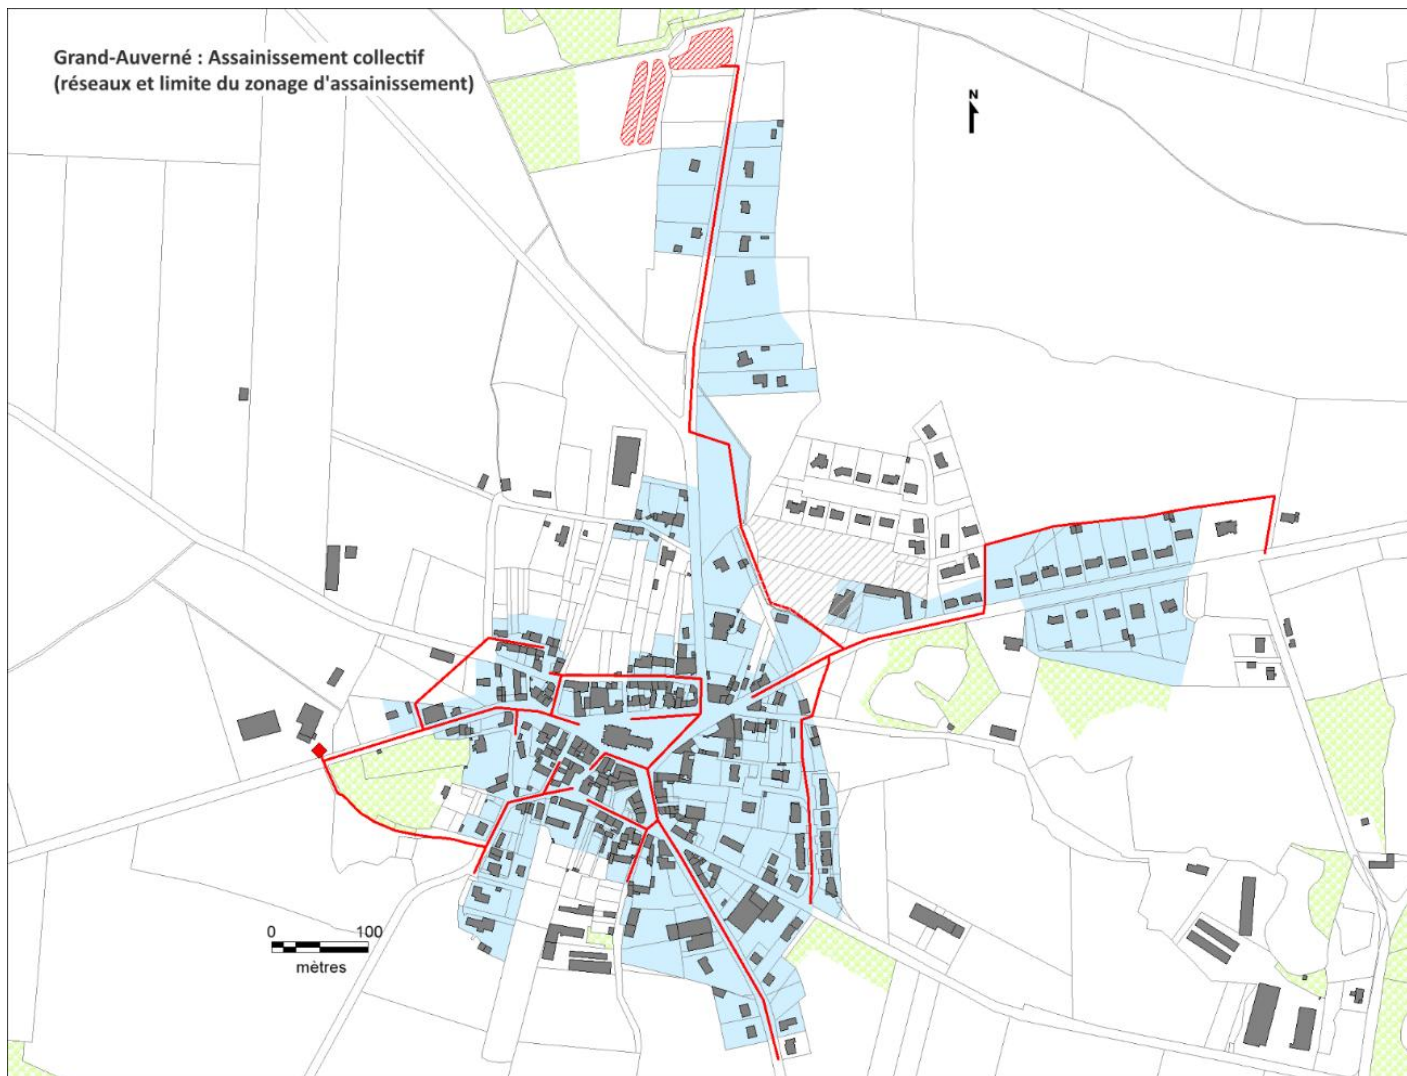 Grand-Auverné : Assainissement collectif
(réseaux et limite du zonage d'assainissement)
N
0 100
mètres